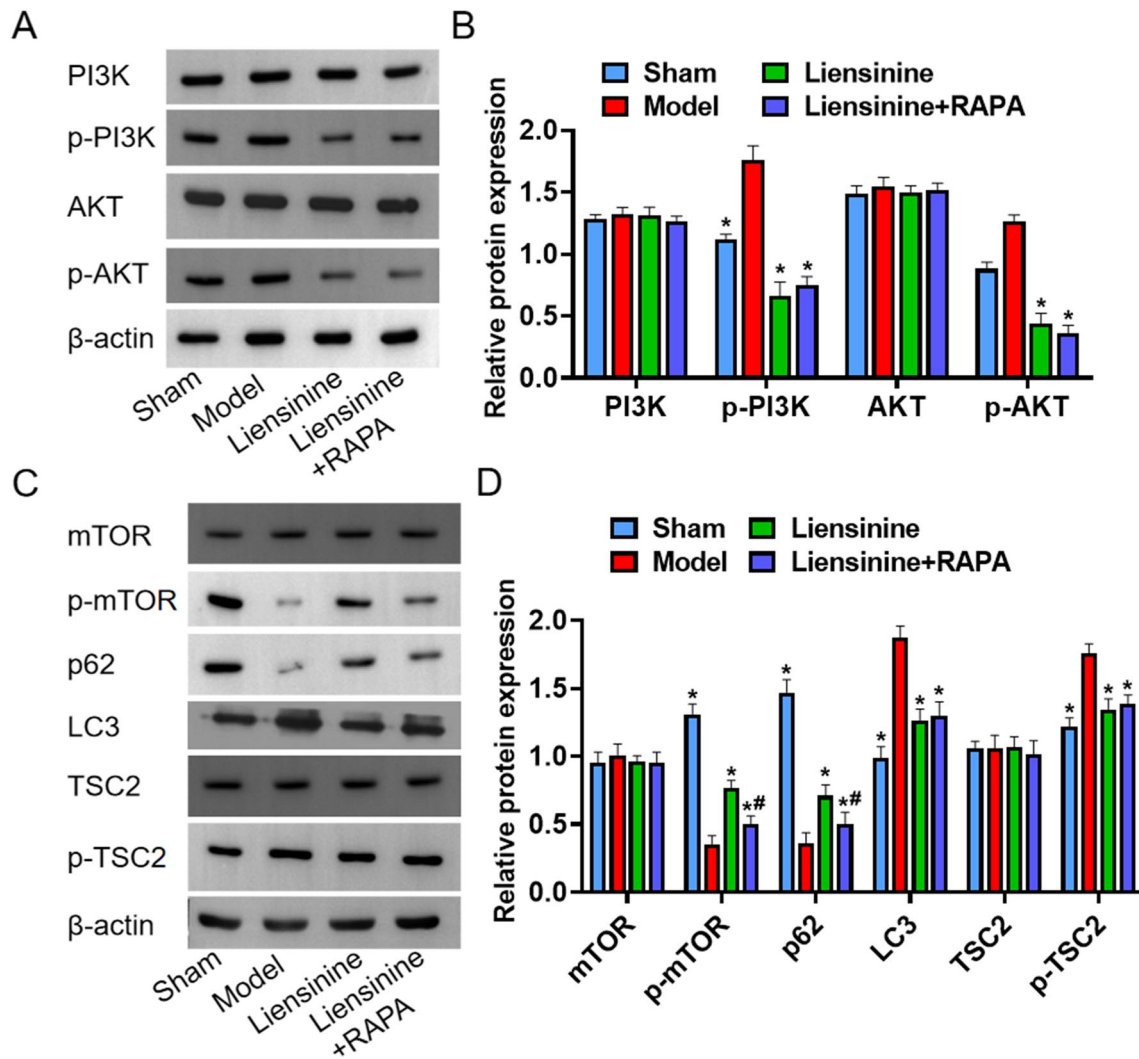 A
PI3K
p-PI3K
AKT
p-AKT
β-actin
Sham
Model
Liensinine
Liensinine
+RAPA
B
Sham
Liensinine
Model
Liensinine+RAPA
Relative protein expression
2.0
1.5
1.0
0.5
0.0
*
*
*
*
*
PI3K
p-PI3K
AKT
p-AKT
C
mTOR
p-mTOR
p62
LC3
TSC2
p-TSC2
β-actin
Sham
Model
Liensinine
Liensinine
+RAPA
D
Sham
Liensinine
Model
Liensinine+RAPA
Relative protein expression
2.0
1.5
1.0
0.5
0.0
*
*
*#
*
*
*#
*
*
*
*
*
*
mTOR
p-mTOR
p62
LC3
TSC2
p-TSC2